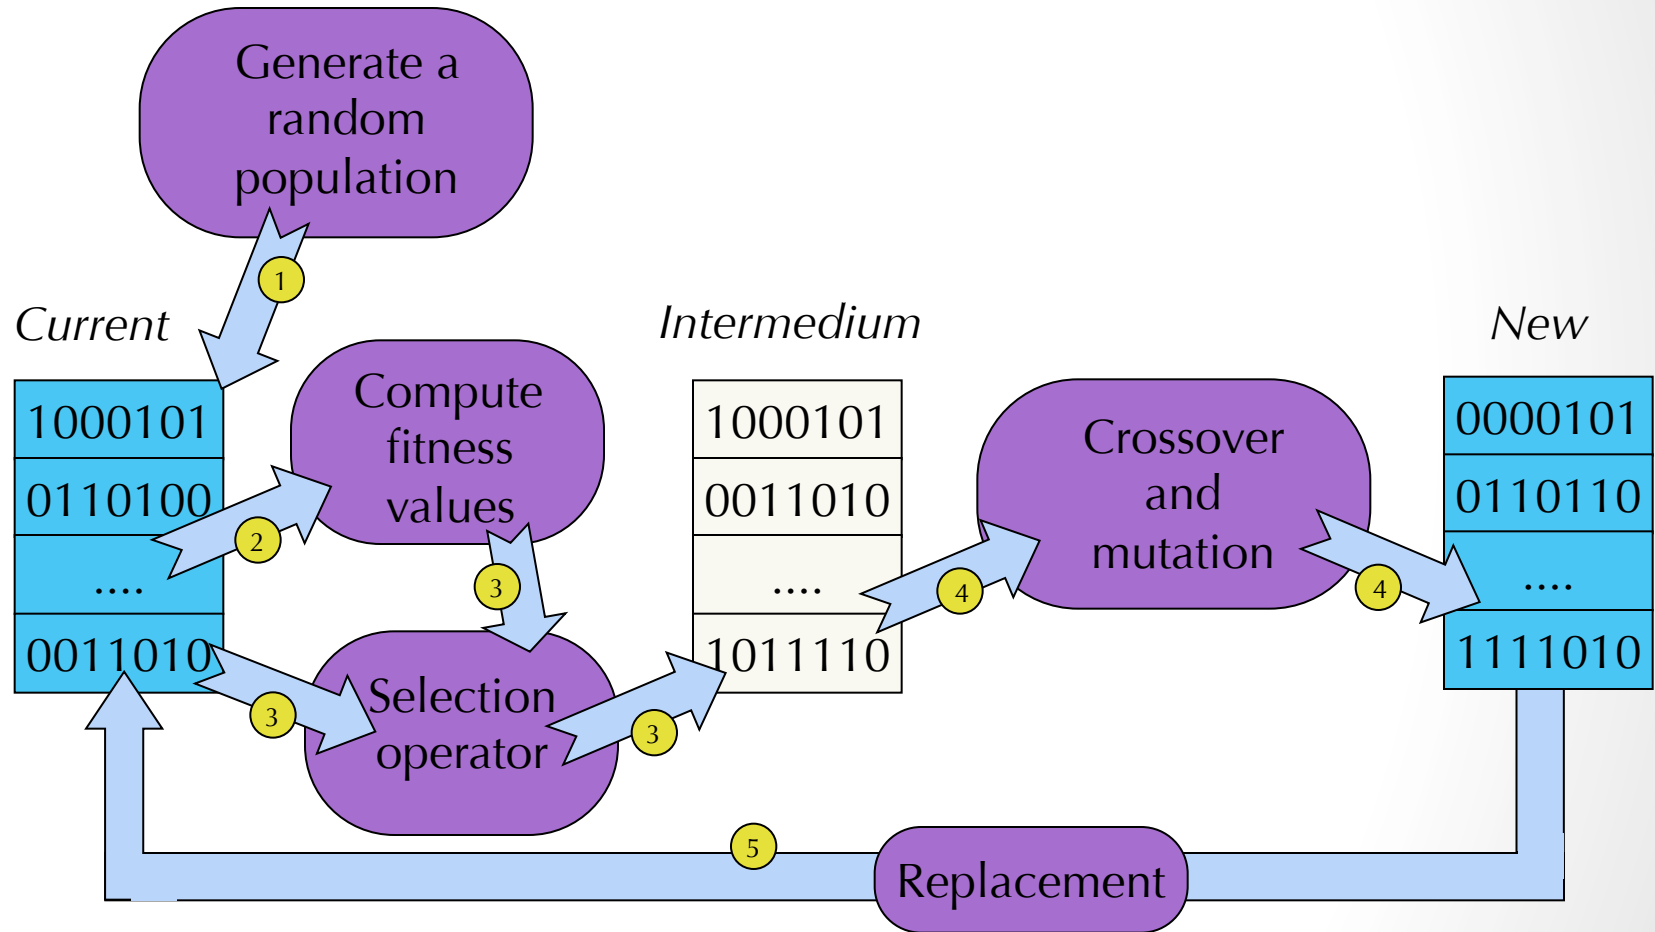 Generate a
random
population
1
Current
Intermedium
New
1000101
0110100
....
0011010
Compute
fitness
values
2
3
Selection
operator
3
3
1000101
0011010
....
1011110
4
Crossover
and
mutation
4
0000101
0110110
....
1111010
5
Replacement